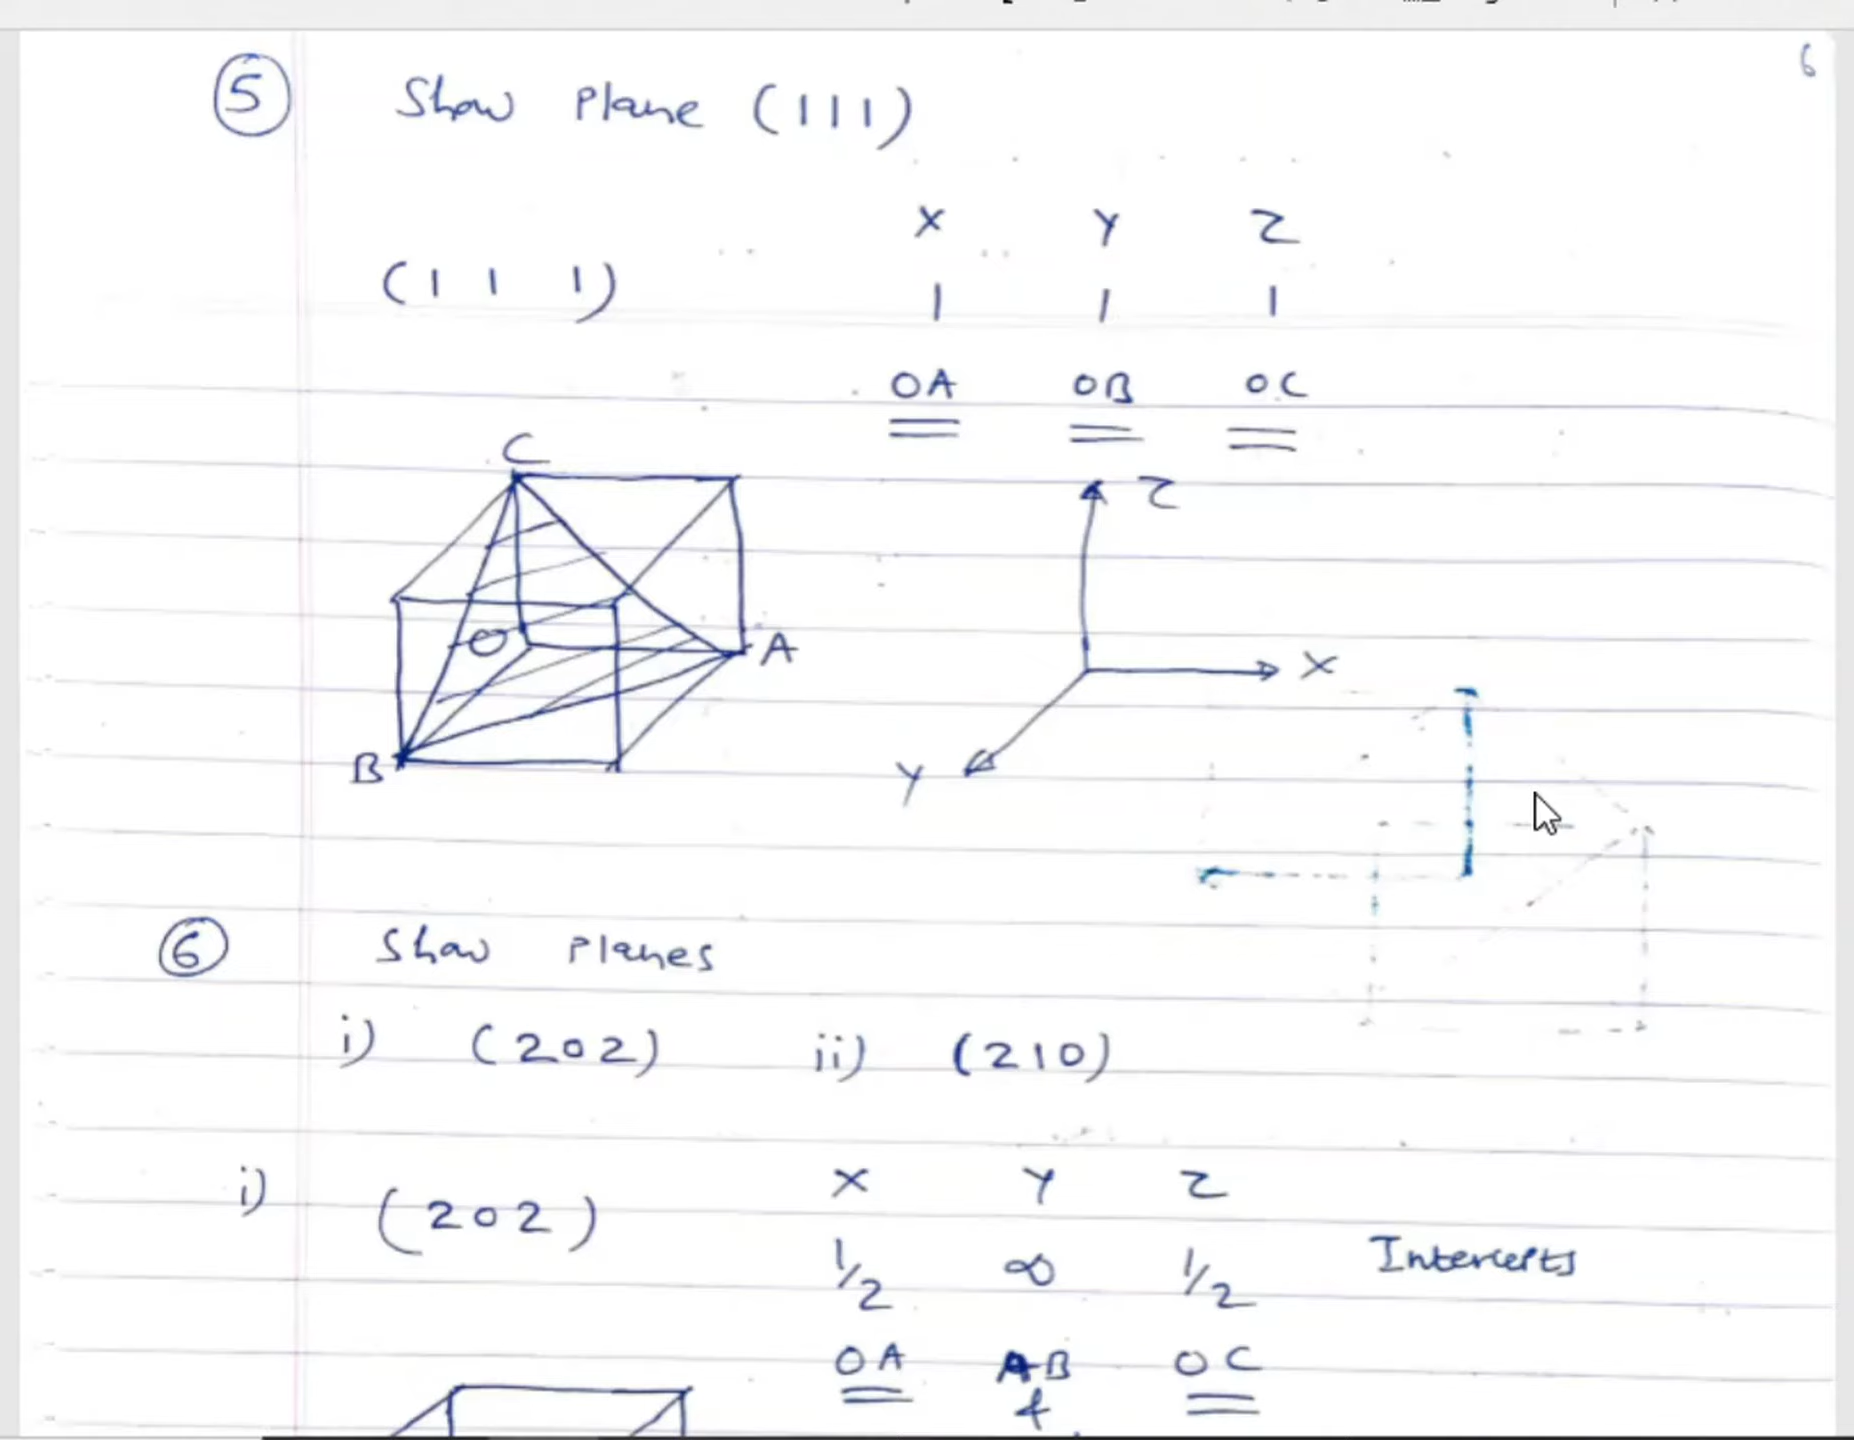 6
5 Show Plane (111)
X Y Z
(1 1 1) 1 1 1
OA OB OC
C
Z
O A
X
B
Y
6 Show Planes
i) (202) ii) (210)
i) (202) X Y Z
1/2 ∞ 1/2 Intercepts
OA AB OC